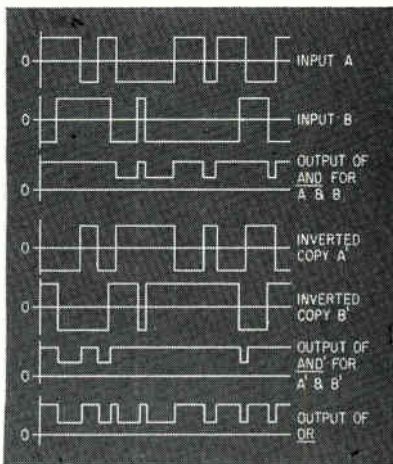 0 INPUT A
0 INPUT B
OUTPUT OF
AND FOR
0 A & B
INVERTED
0 COPY A'
INVERTED
0 COPY B'
OUTPUT OF
AND' FOR
0 A' & B'
OUTPUT OF
0 OR